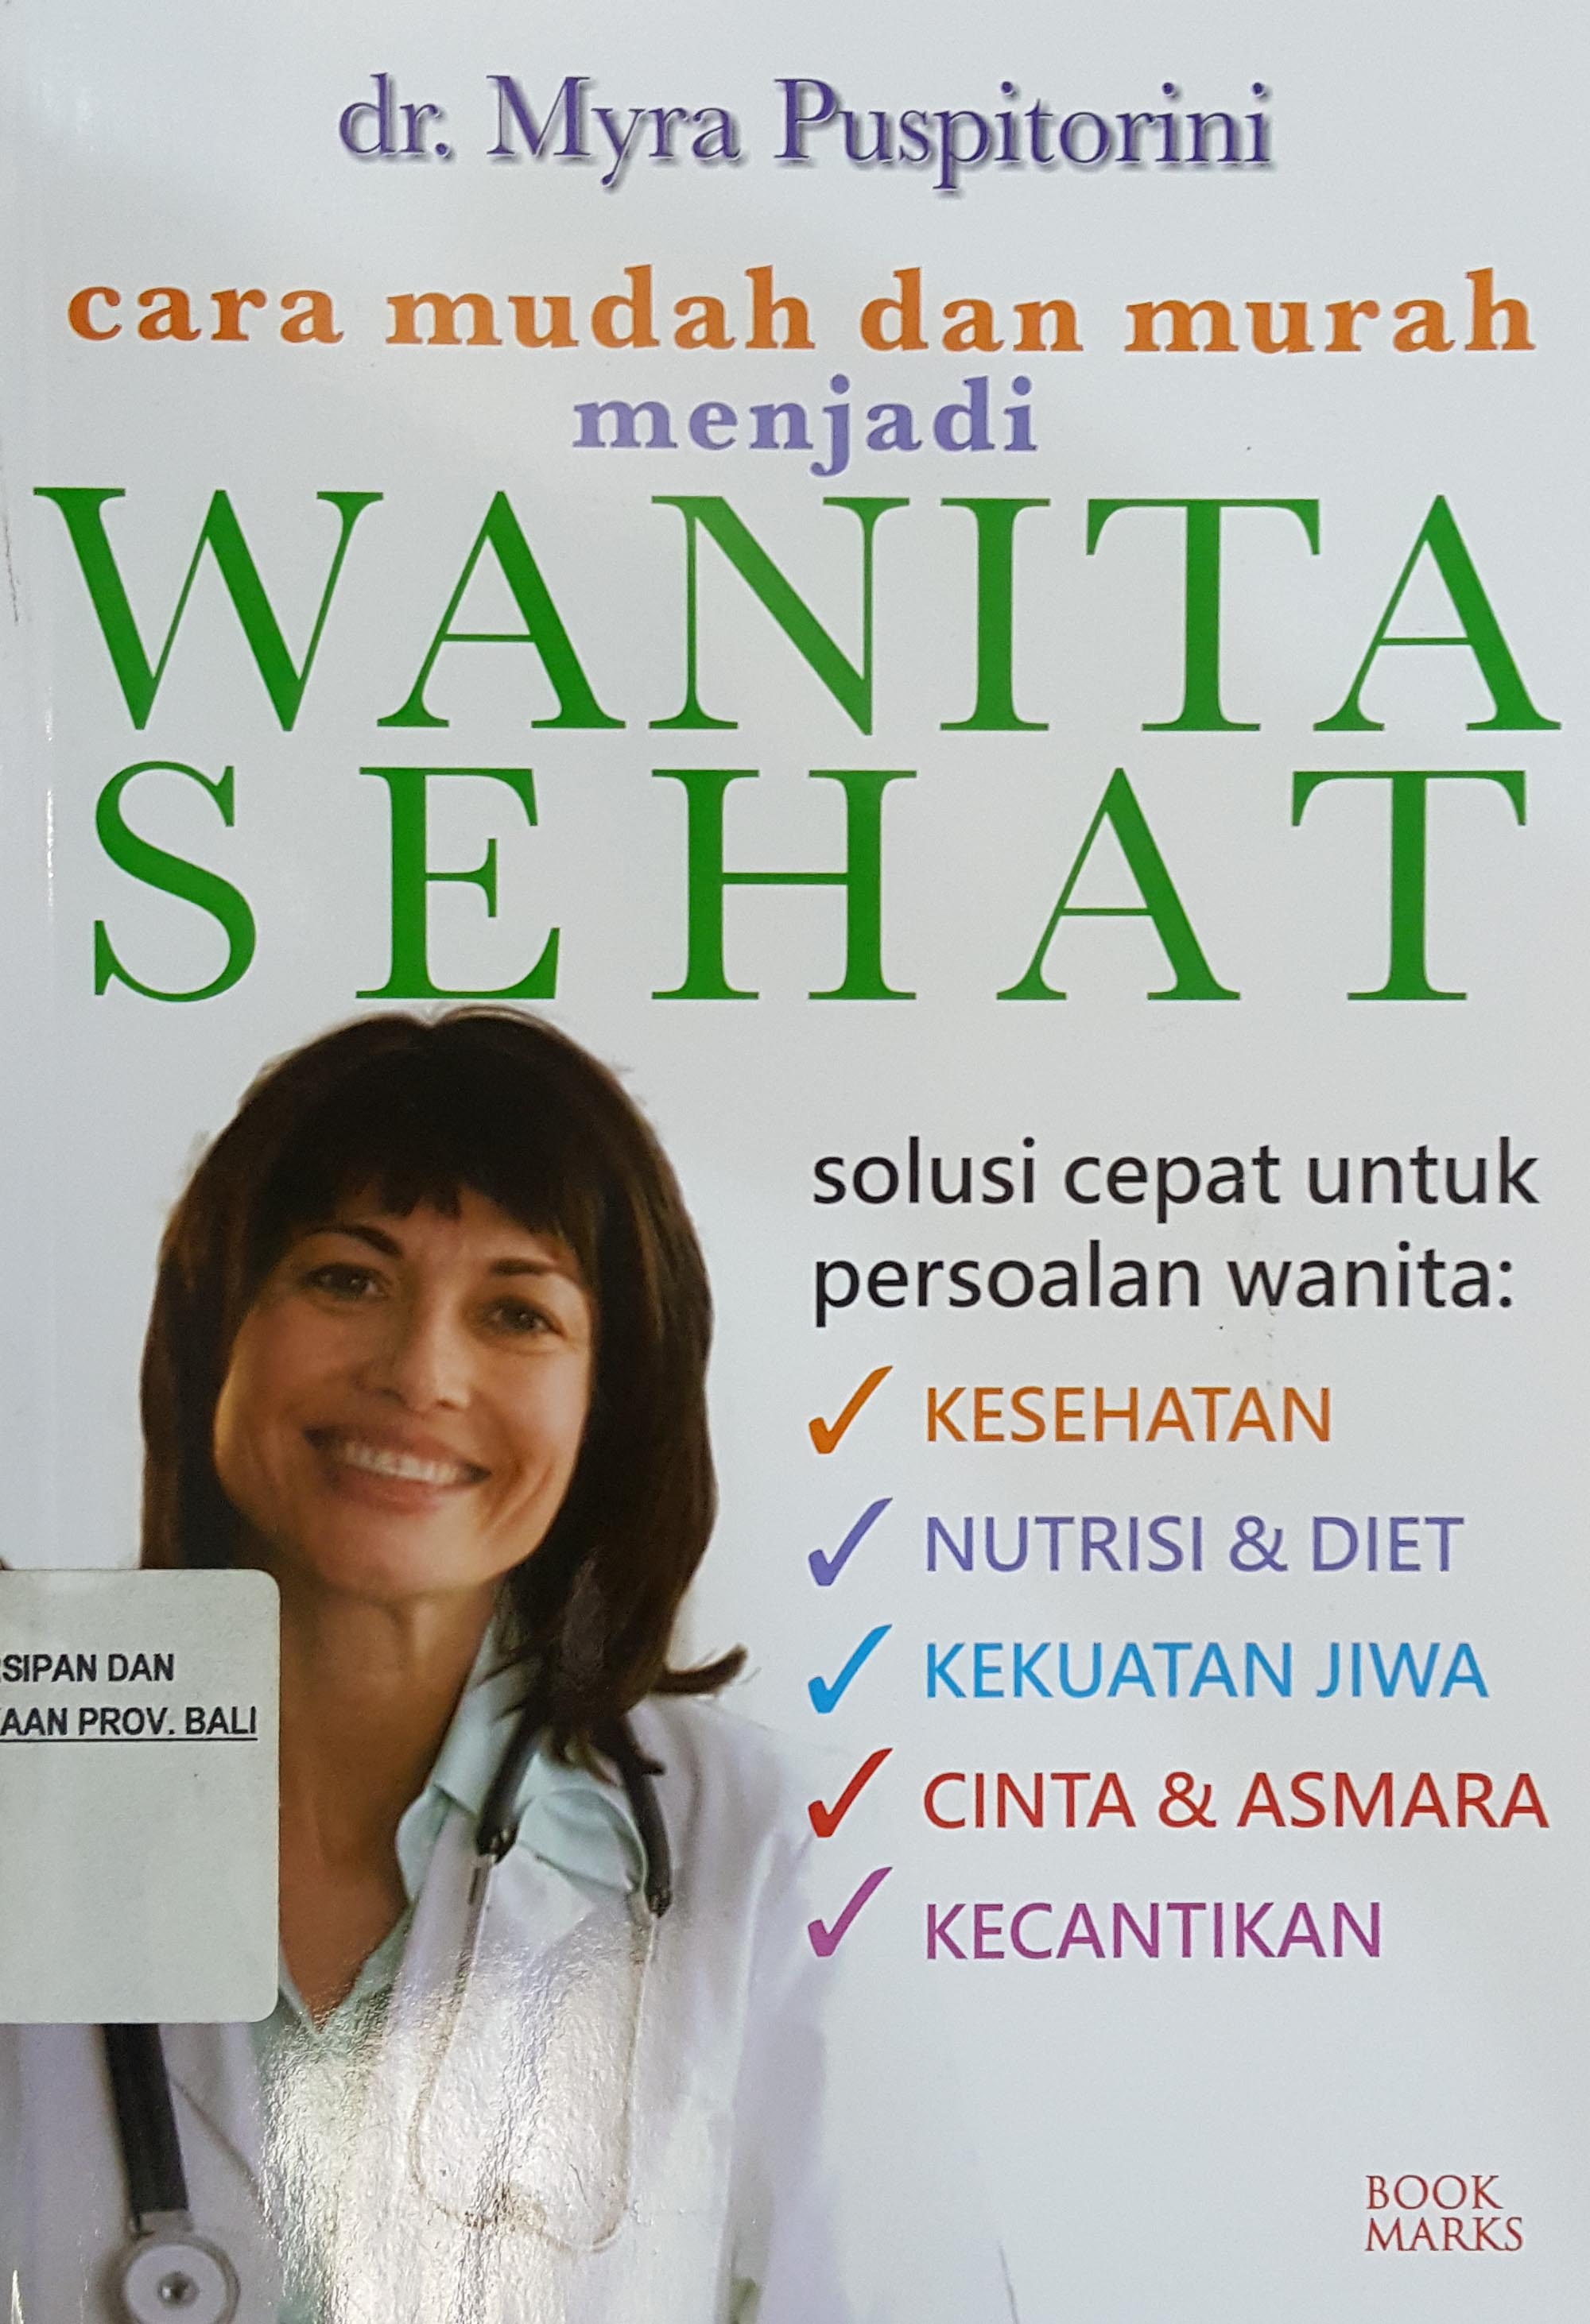 dr. Myra Puspitorini
cara mudah dan murah
menjadi
WANITA
SEHAT
solusi cepat untuk
persoalan wanita:
✓ KESEHATAN
✓ NUTRISI & DIET
✓ KEKUATAN JIWA
✓ CINTA & ASMARA
✓ KECANTIKAN
SIPAN DAN
AAN PROV. BALI
BOOK
MARKS